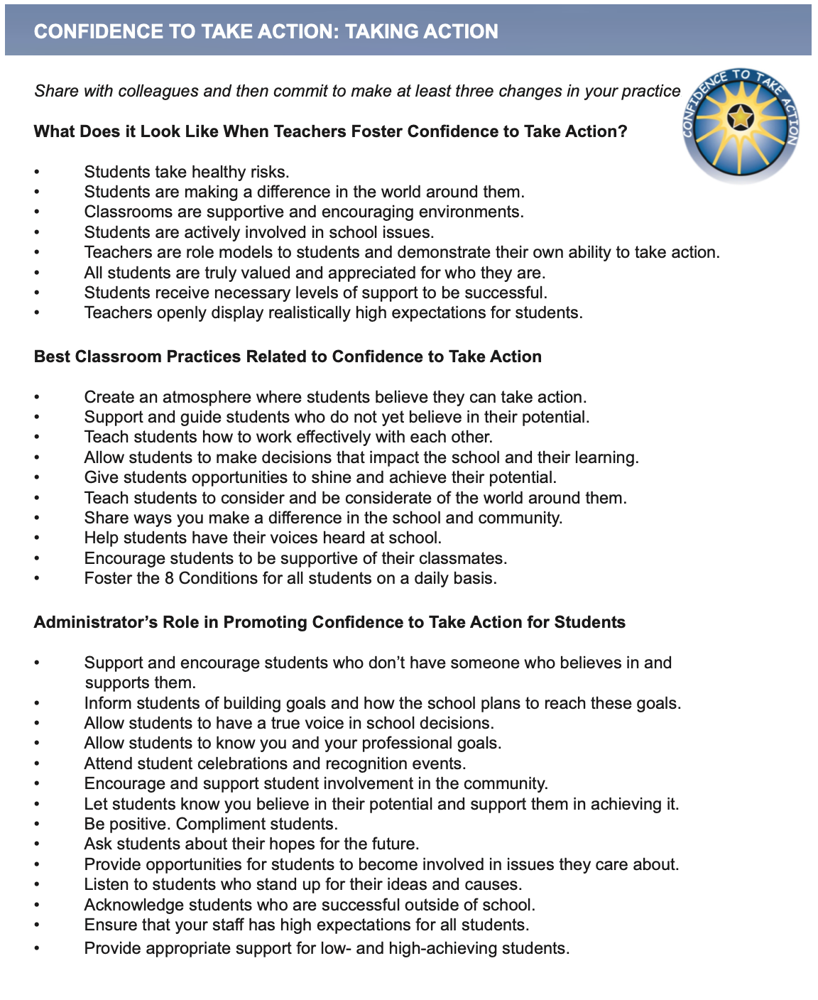 CONFIDENCE TO TAKE ACTION: TAKING ACTION
Share with colleagues and then commit to make at least three changes in your practice
CONFIDENCE TO TAKE ACTION
What Does it Look Like When Teachers Foster Confidence to Take Action?
• Students take healthy risks.
• Students are making a difference in the world around them.
• Classrooms are supportive and encouraging environments.
• Students are actively involved in school issues.
• Teachers are role models to students and demonstrate their own ability to take action.
• All students are truly valued and appreciated for who they are.
• Students receive necessary levels of support to be successful.
• Teachers openly display realistically high expectations for students.
Best Classroom Practices Related to Confidence to Take Action
• Create an atmosphere where students believe they can take action.
• Support and guide students who do not yet believe in their potential.
• Teach students how to work effectively with each other.
• Allow students to make decisions that impact the school and their learning.
• Give students opportunities to shine and achieve their potential.
• Teach students to consider and be considerate of the world around them.
• Share ways you make a difference in the school and community.
• Help students have their voices heard at school.
• Encourage students to be supportive of their classmates.
• Foster the 8 Conditions for all students on a daily basis.
Administrator’s Role in Promoting Confidence to Take Action for Students
• Support and encourage students who don’t have someone who believes in and
supports them.
• Inform students of building goals and how the school plans to reach these goals.
• Allow students to have a true voice in school decisions.
• Allow students to know you and your professional goals.
• Attend student celebrations and recognition events.
• Encourage and support student involvement in the community.
• Let students know you believe in their potential and support them in achieving it.
• Be positive. Compliment students.
• Ask students about their hopes for the future.
• Provide opportunities for students to become involved in issues they care about.
• Listen to students who stand up for their ideas and causes.
• Acknowledge students who are successful outside of school.
• Ensure that your staff has high expectations for all students.
• Provide appropriate support for low- and high-achieving students.